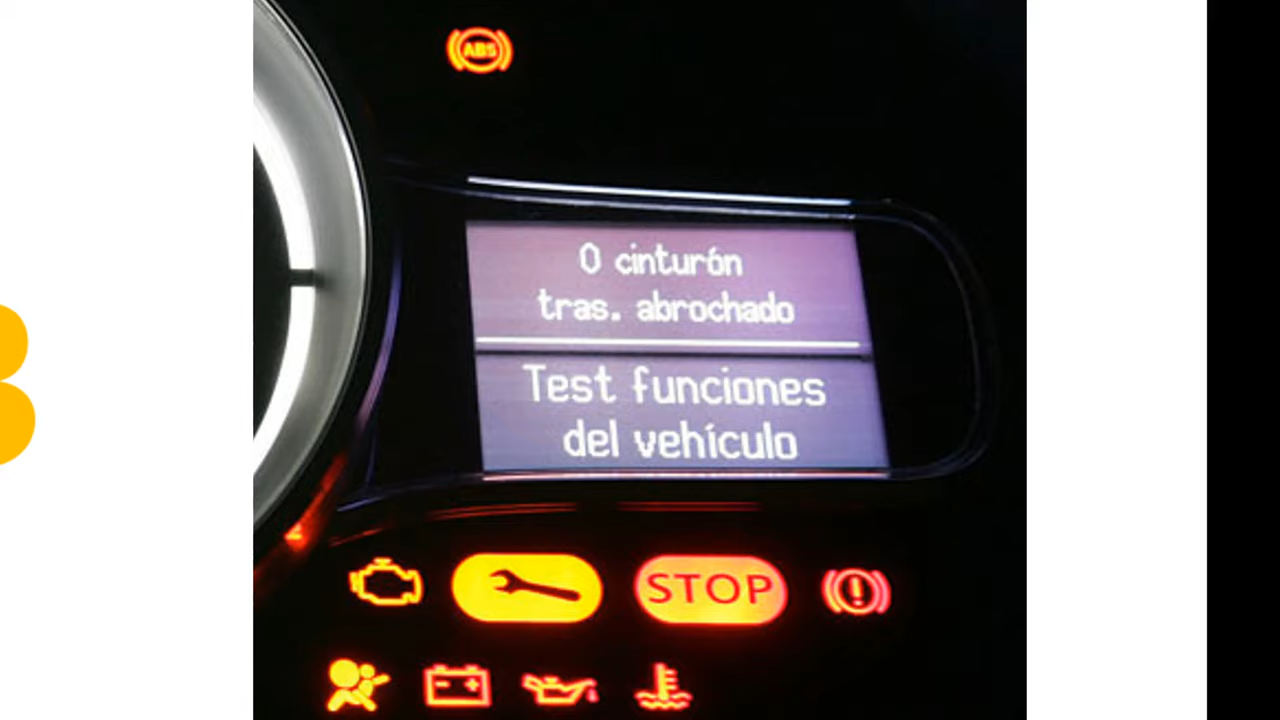 ABS
0 cinturón
tras. abrochado
Test funciones
del vehículo
STOP